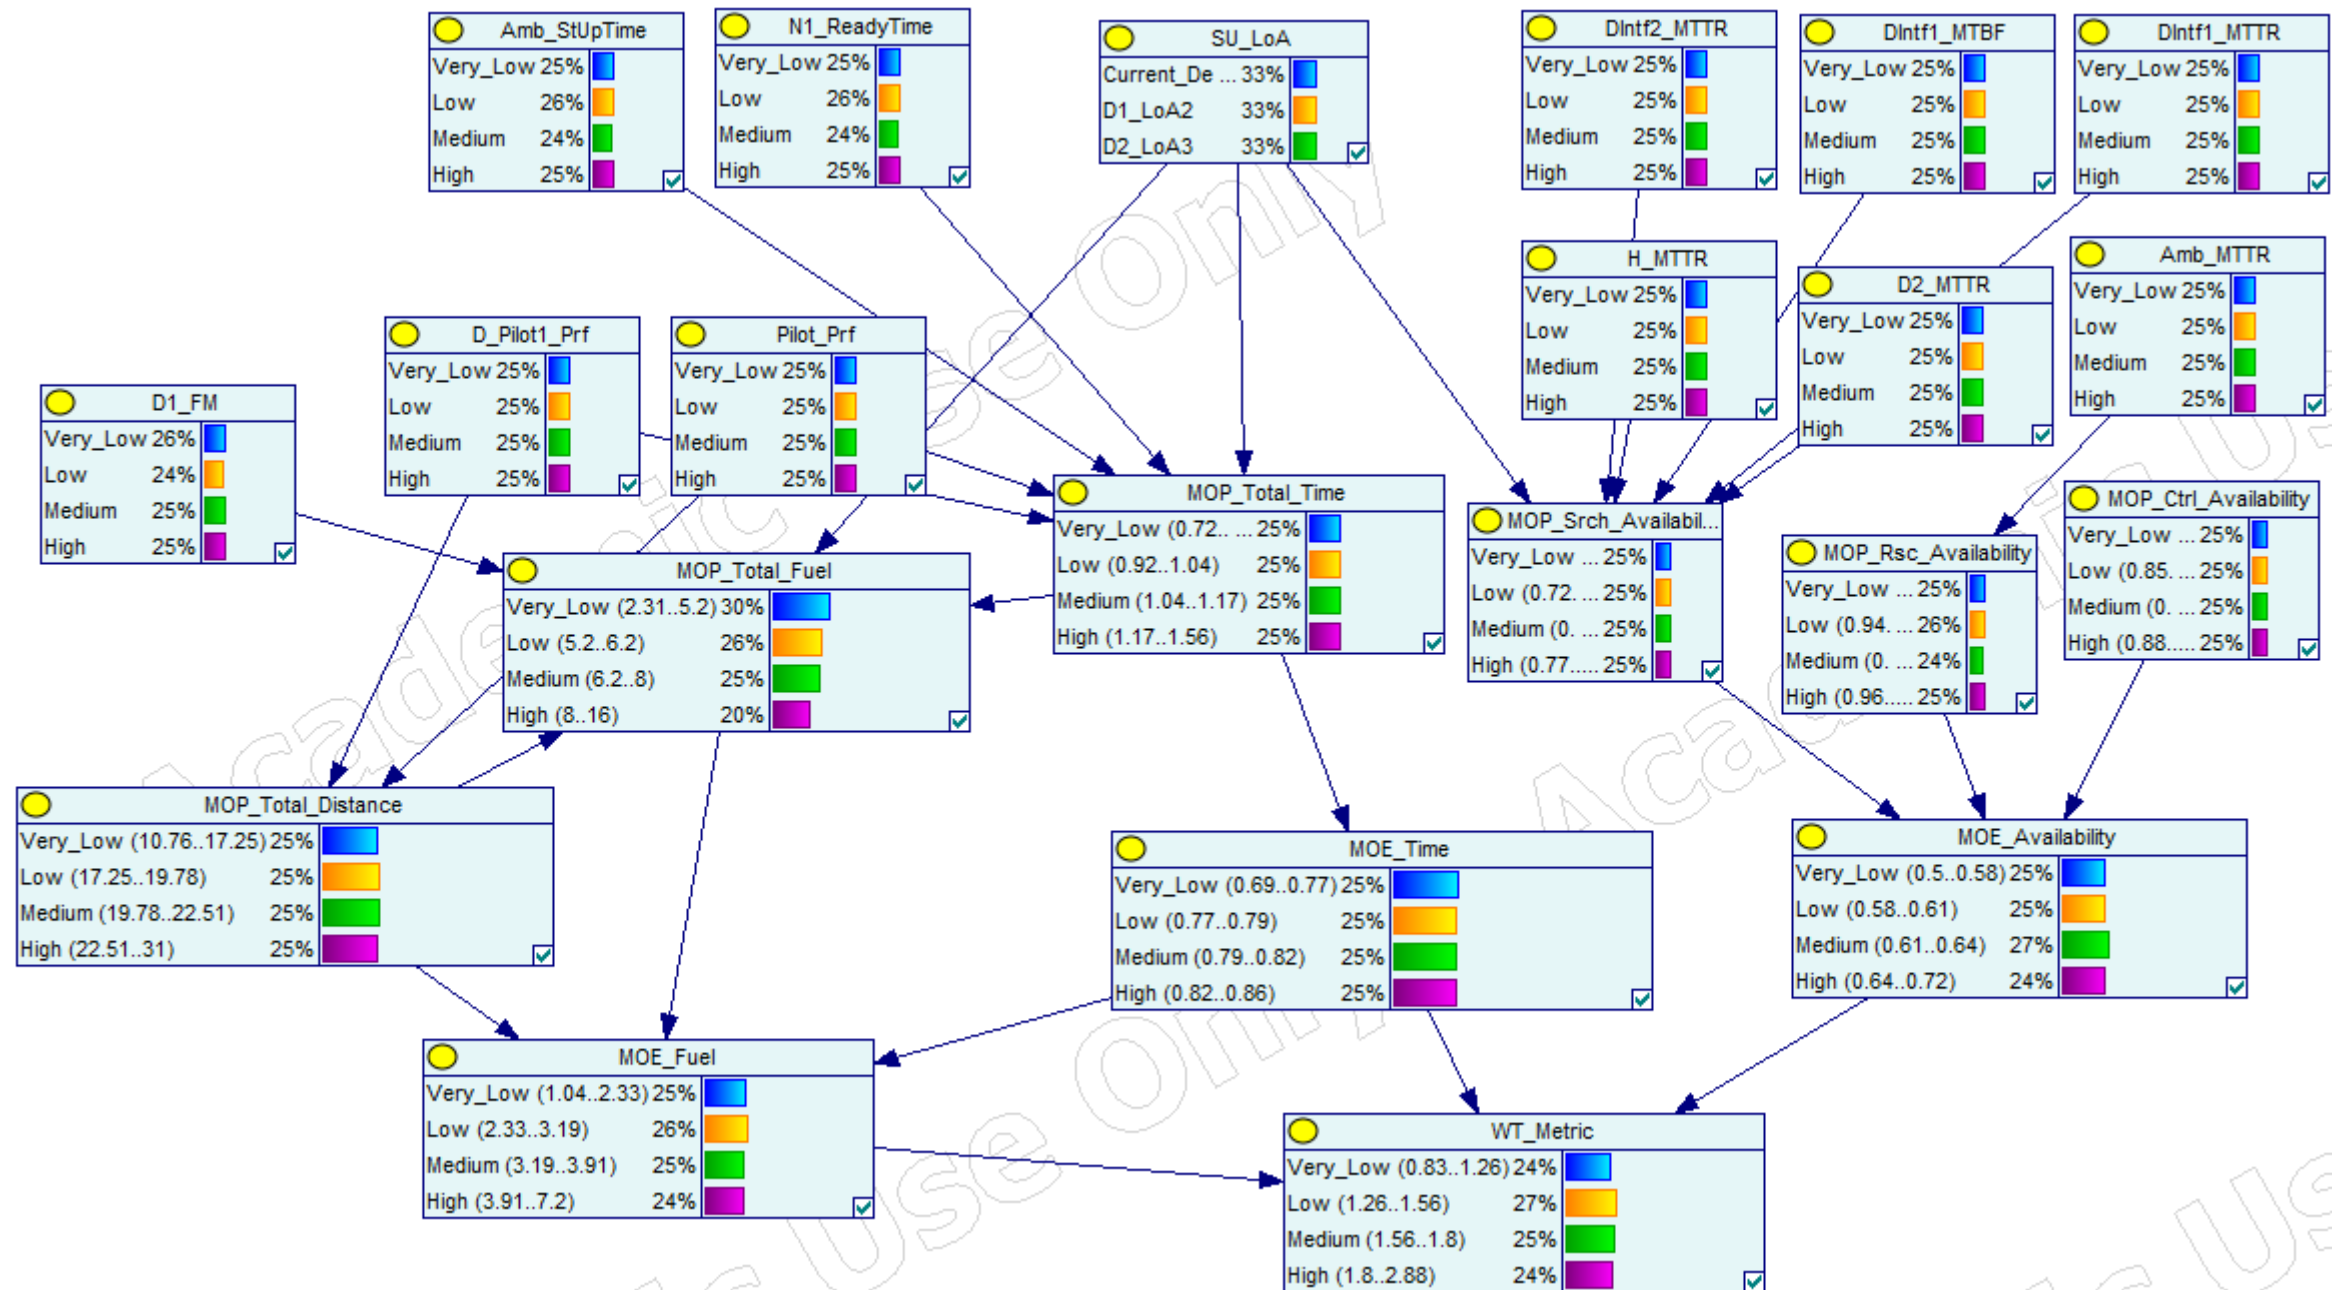 Amb_StUpTime
Very_Low 25%
Low 26%
Medium 24%
High 25%
N1_ReadyTime
Very_Low 25%
Low 26%
Medium 24%
High 25%
SU_LoA
Current_De ... 33%
D1_LoA2 33%
D2_LoA3 33%
DIntf2_MTTR
Very_Low 25%
Low 25%
Medium 25%
High 25%
DIntf1_MTBF
Very_Low 25%
Low 25%
Medium 25%
High 25%
DIntf1_MTTR
Very_Low 25%
Low 25%
Medium 25%
High 25%
H_MTTR
Very_Low 25%
Low 25%
Medium 25%
High 25%
D2_MTTR
Very_Low 25%
Low 25%
Medium 25%
High 25%
Amb_MTTR
Very_Low 25%
Low 25%
Medium 25%
High 25%
D1_FM
Very_Low 26%
Low 24%
Medium 25%
High 25%
D_Pilot1_Prf
Very_Low 25%
Low 25%
Medium 25%
High 25%
Pilot_Prf
Very_Low 25%
Low 25%
Medium 25%
High 25%
MOP_Total_Time
Very_Low (0.72.. ... 25%
Low (0.92..1.04) 25%
Medium (1.04..1.17) 25%
High (1.17..1.56) 25%
MOP_Srch_Availabil...
Very_Low ... 25%
Low (0.72. ... 25%
Medium (0. ... 25%
High (0.77..... 25%
MOP_Rsc_Availability
Very_Low ... 25%
Low (0.94. ... 26%
Medium (0. ... 24%
High (0.96..... 25%
MOP_Ctrl_Availability
Very_Low ... 25%
Low (0.85. ... 25%
Medium (0. ... 25%
High (0.88..... 25%
MOP_Total_Fuel
Very_Low (2.31..5.2) 30%
Low (5.2..6.2) 26%
Medium (6.2..8) 25%
High (8..16) 20%
MOP_Total_Distance
Very_Low (10.76..17.25) 25%
Low (17.25..19.78) 25%
Medium (19.78..22.51) 25%
High (22.51..31) 25%
MOE_Time
Very_Low (0.69..0.77) 25%
Low (0.77..0.79) 25%
Medium (0.79..0.82) 25%
High (0.82..0.86) 25%
MOE_Availability
Very_Low (0.5..0.58) 25%
Low (0.58..0.61) 25%
Medium (0.61..0.64) 27%
High (0.64..0.72) 24%
MOE_Fuel
Very_Low (1.04..2.33) 25%
Low (2.33..3.19) 26%
Medium (3.19..3.91) 25%
High (3.91..7.2) 24%
WT_Metric
Very_Low (0.83..1.26) 24%
Low (1.26..1.56) 27%
Medium (1.56..1.8) 25%
High (1.8..2.88) 24%